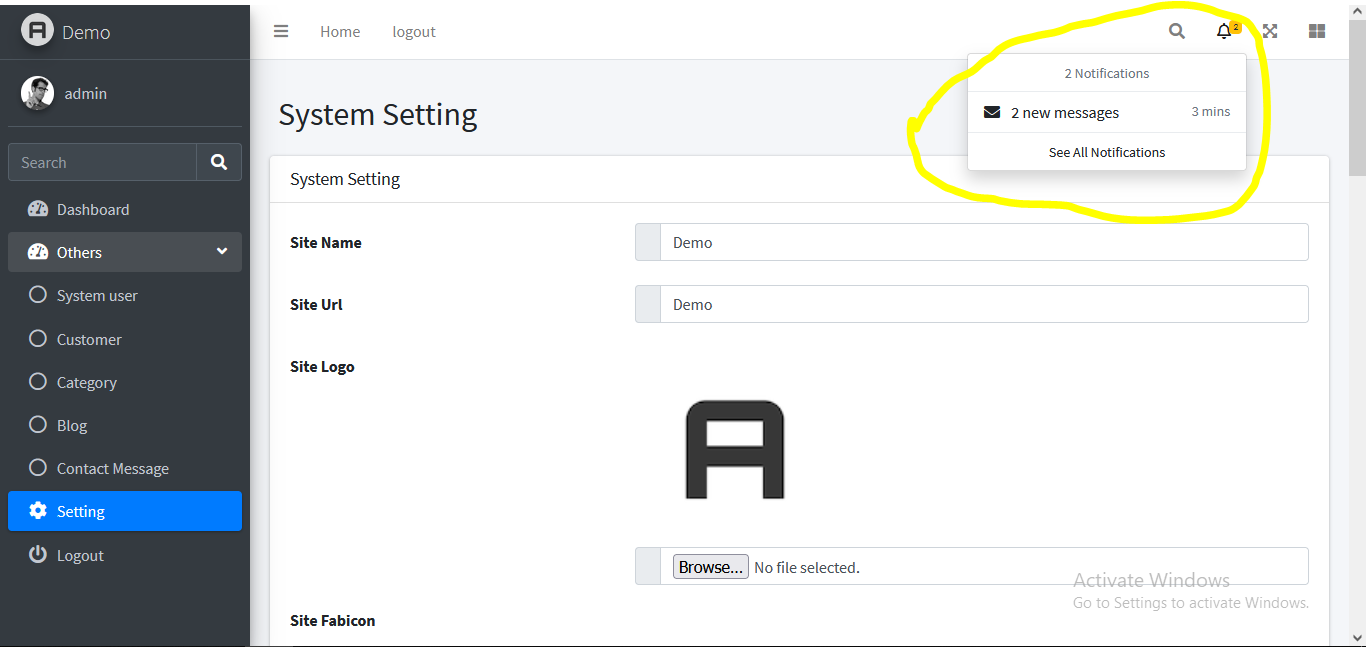 Demo
Home
logout
2
admin
2 Notifications
2 new messages
3 mins
See All Notifications
System Setting
Search
System Setting
Dashboard
Others
Site Name
Demo
System user
Site Url
Demo
Customer
Site Logo
Category
Blog
Contact Message
A
Setting
Logout
Browse...
No file selected.
Activate Windows
Go to Settings to activate Windows.
Site Fabicon